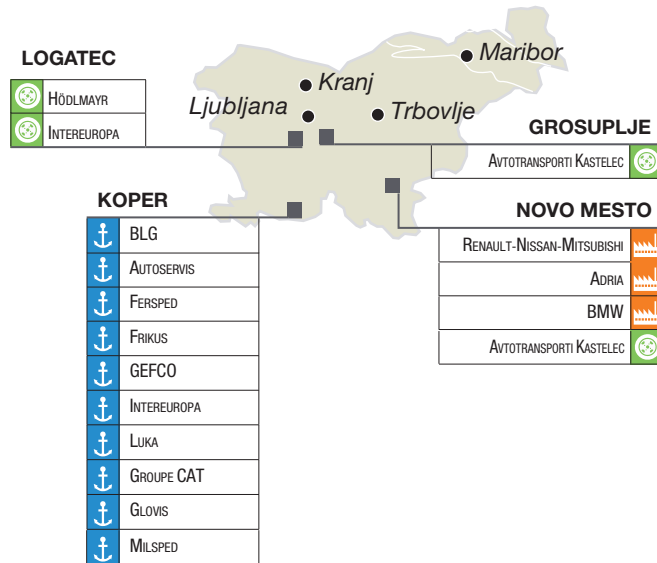 LOGATEC
HÖDLMAYR
INTEREUROPA
Maribor
Kranj
Ljubljana
Trbovlje
GROSUPLJE
AVTOTRANSPORTI KASTELEC
KOPER
BLG
AUTOSERVIS
FERSPED
FRIKUS
GEFCO
INTEREUROPA
LUKA
GROUPE CAT
GLOVIS
MILSPED
NOVO MESTO
RENAULT-NISSAN-MITSUBISHI
ADRIA
BMW
AVTOTRANSPORTI KASTELEC